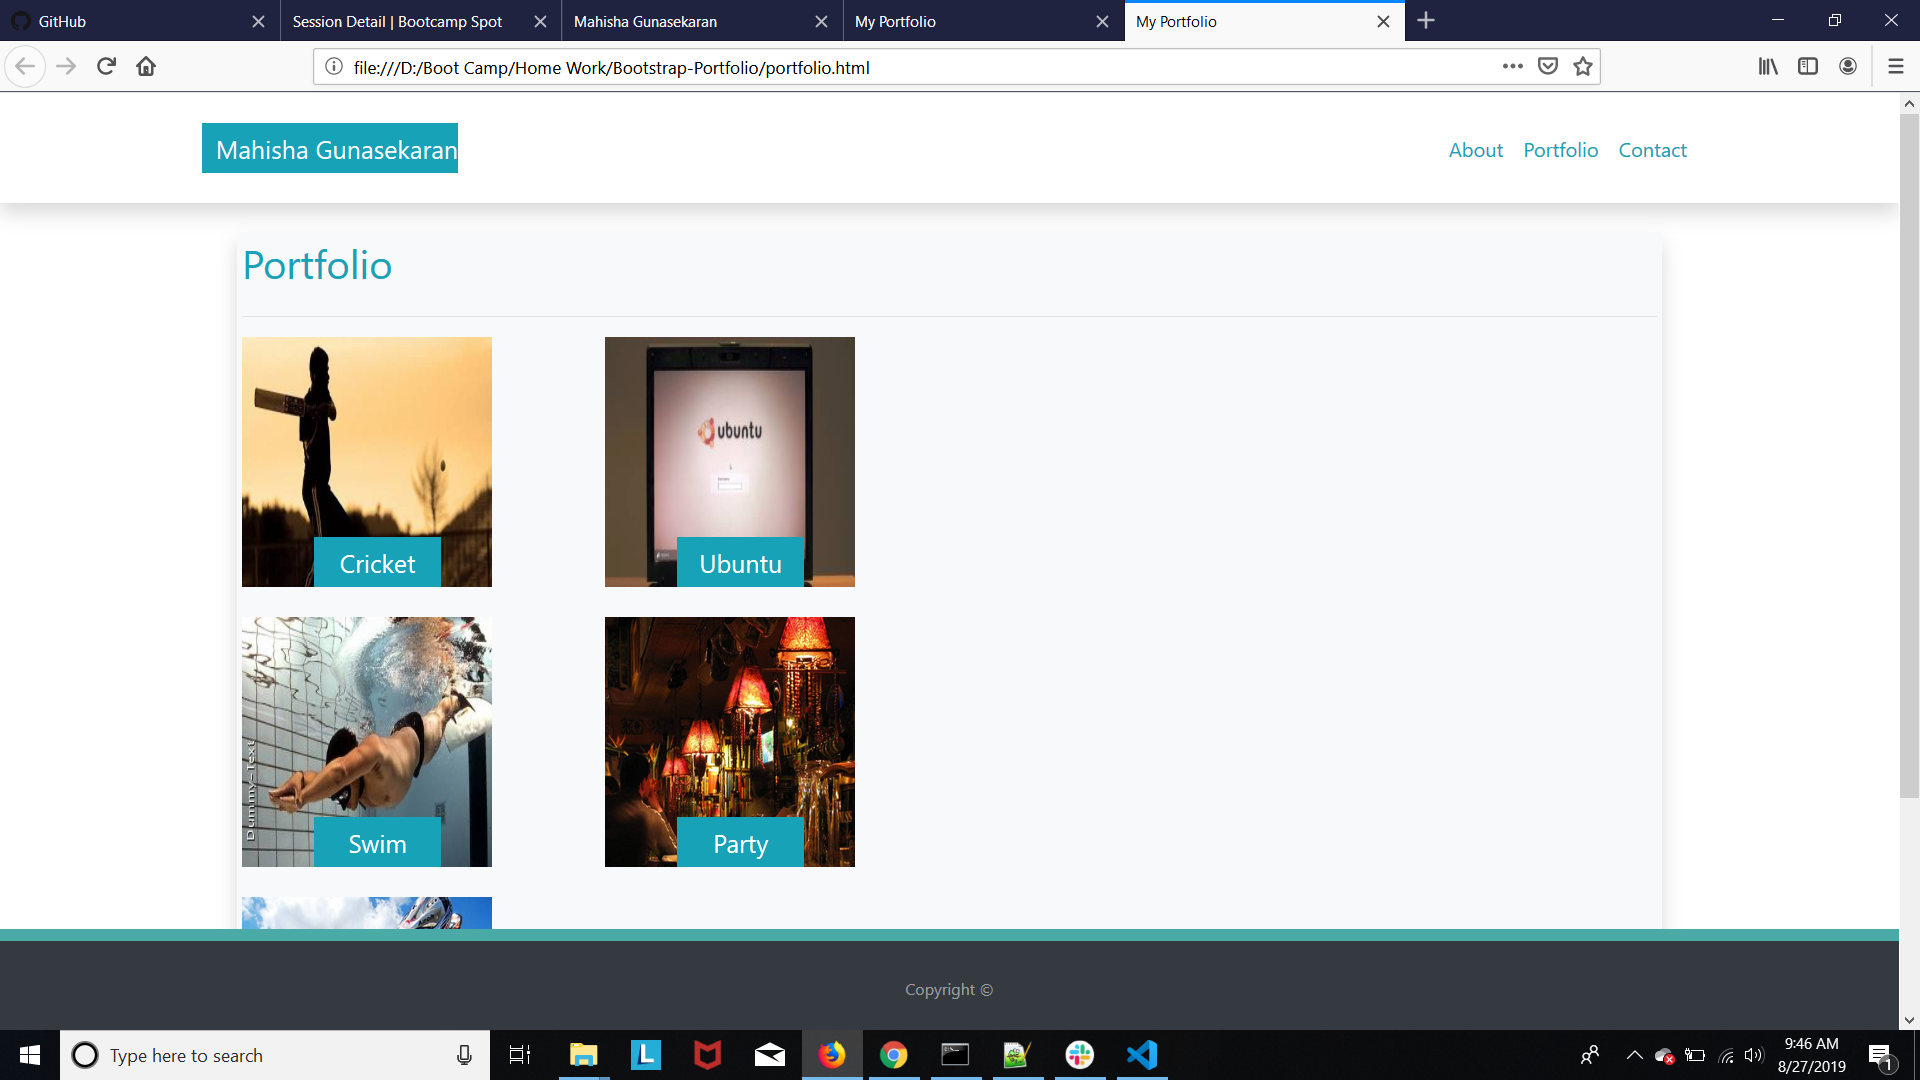 GitHub
Session Detail | Bootcamp Spot
Mahisha Gunasekaran
My Portfolio
My Portfolio
file:///D:/Boot Camp/Home Work/Bootstrap-Portfolio/portfolio.html
Mahisha Gunasekaran
About
Portfolio
Contact
Portfolio
ubuntu
Cricket
Ubuntu
Dummy-Text
Swim
Party
Copyright ©
Type here to search
L
9:46 AM
8/27/2019
1